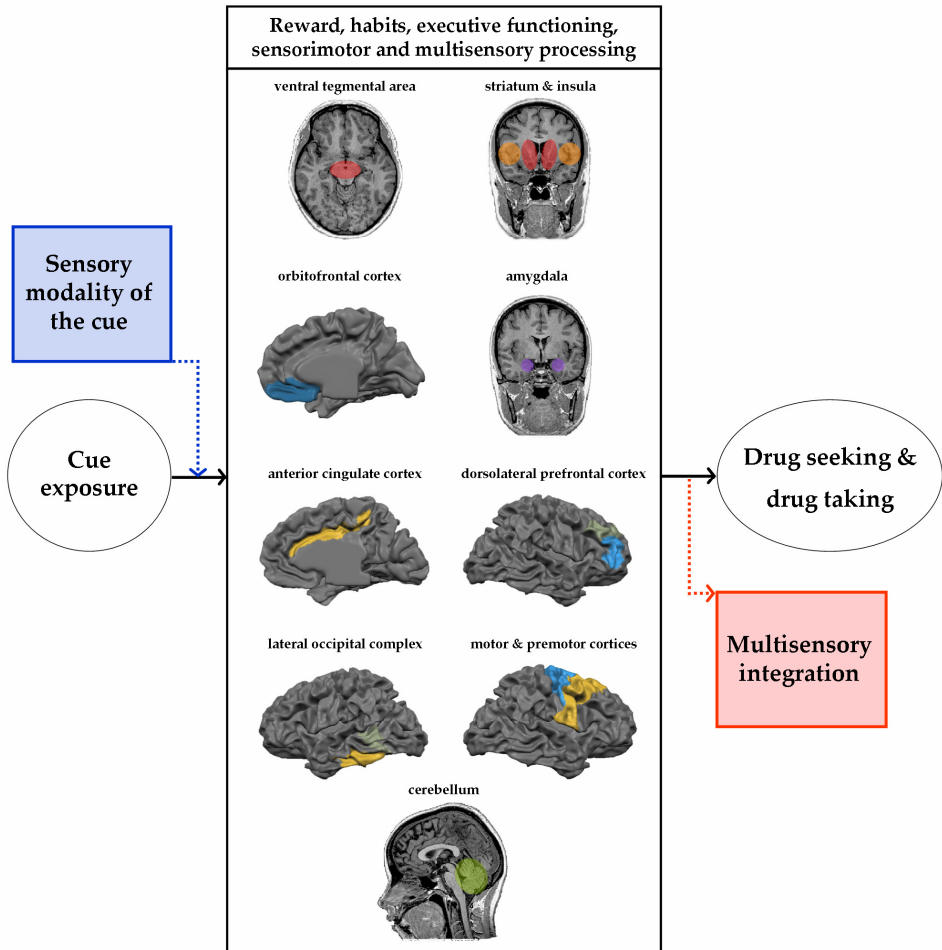 Reward, habits, executive functioning,
sensorimotor and multisensory processing
ventral tegmental area
striatum & insula
Sensory
modality of
the cue
orbitofrontal cortex
amygdala
Cue
exposure
anterior cingulate cortex
dorsolateral prefrontal cortex
Drug seeking &
drug taking
lateral occipital complex
motor & premotor cortices
Multisensory
integration
cerebellum